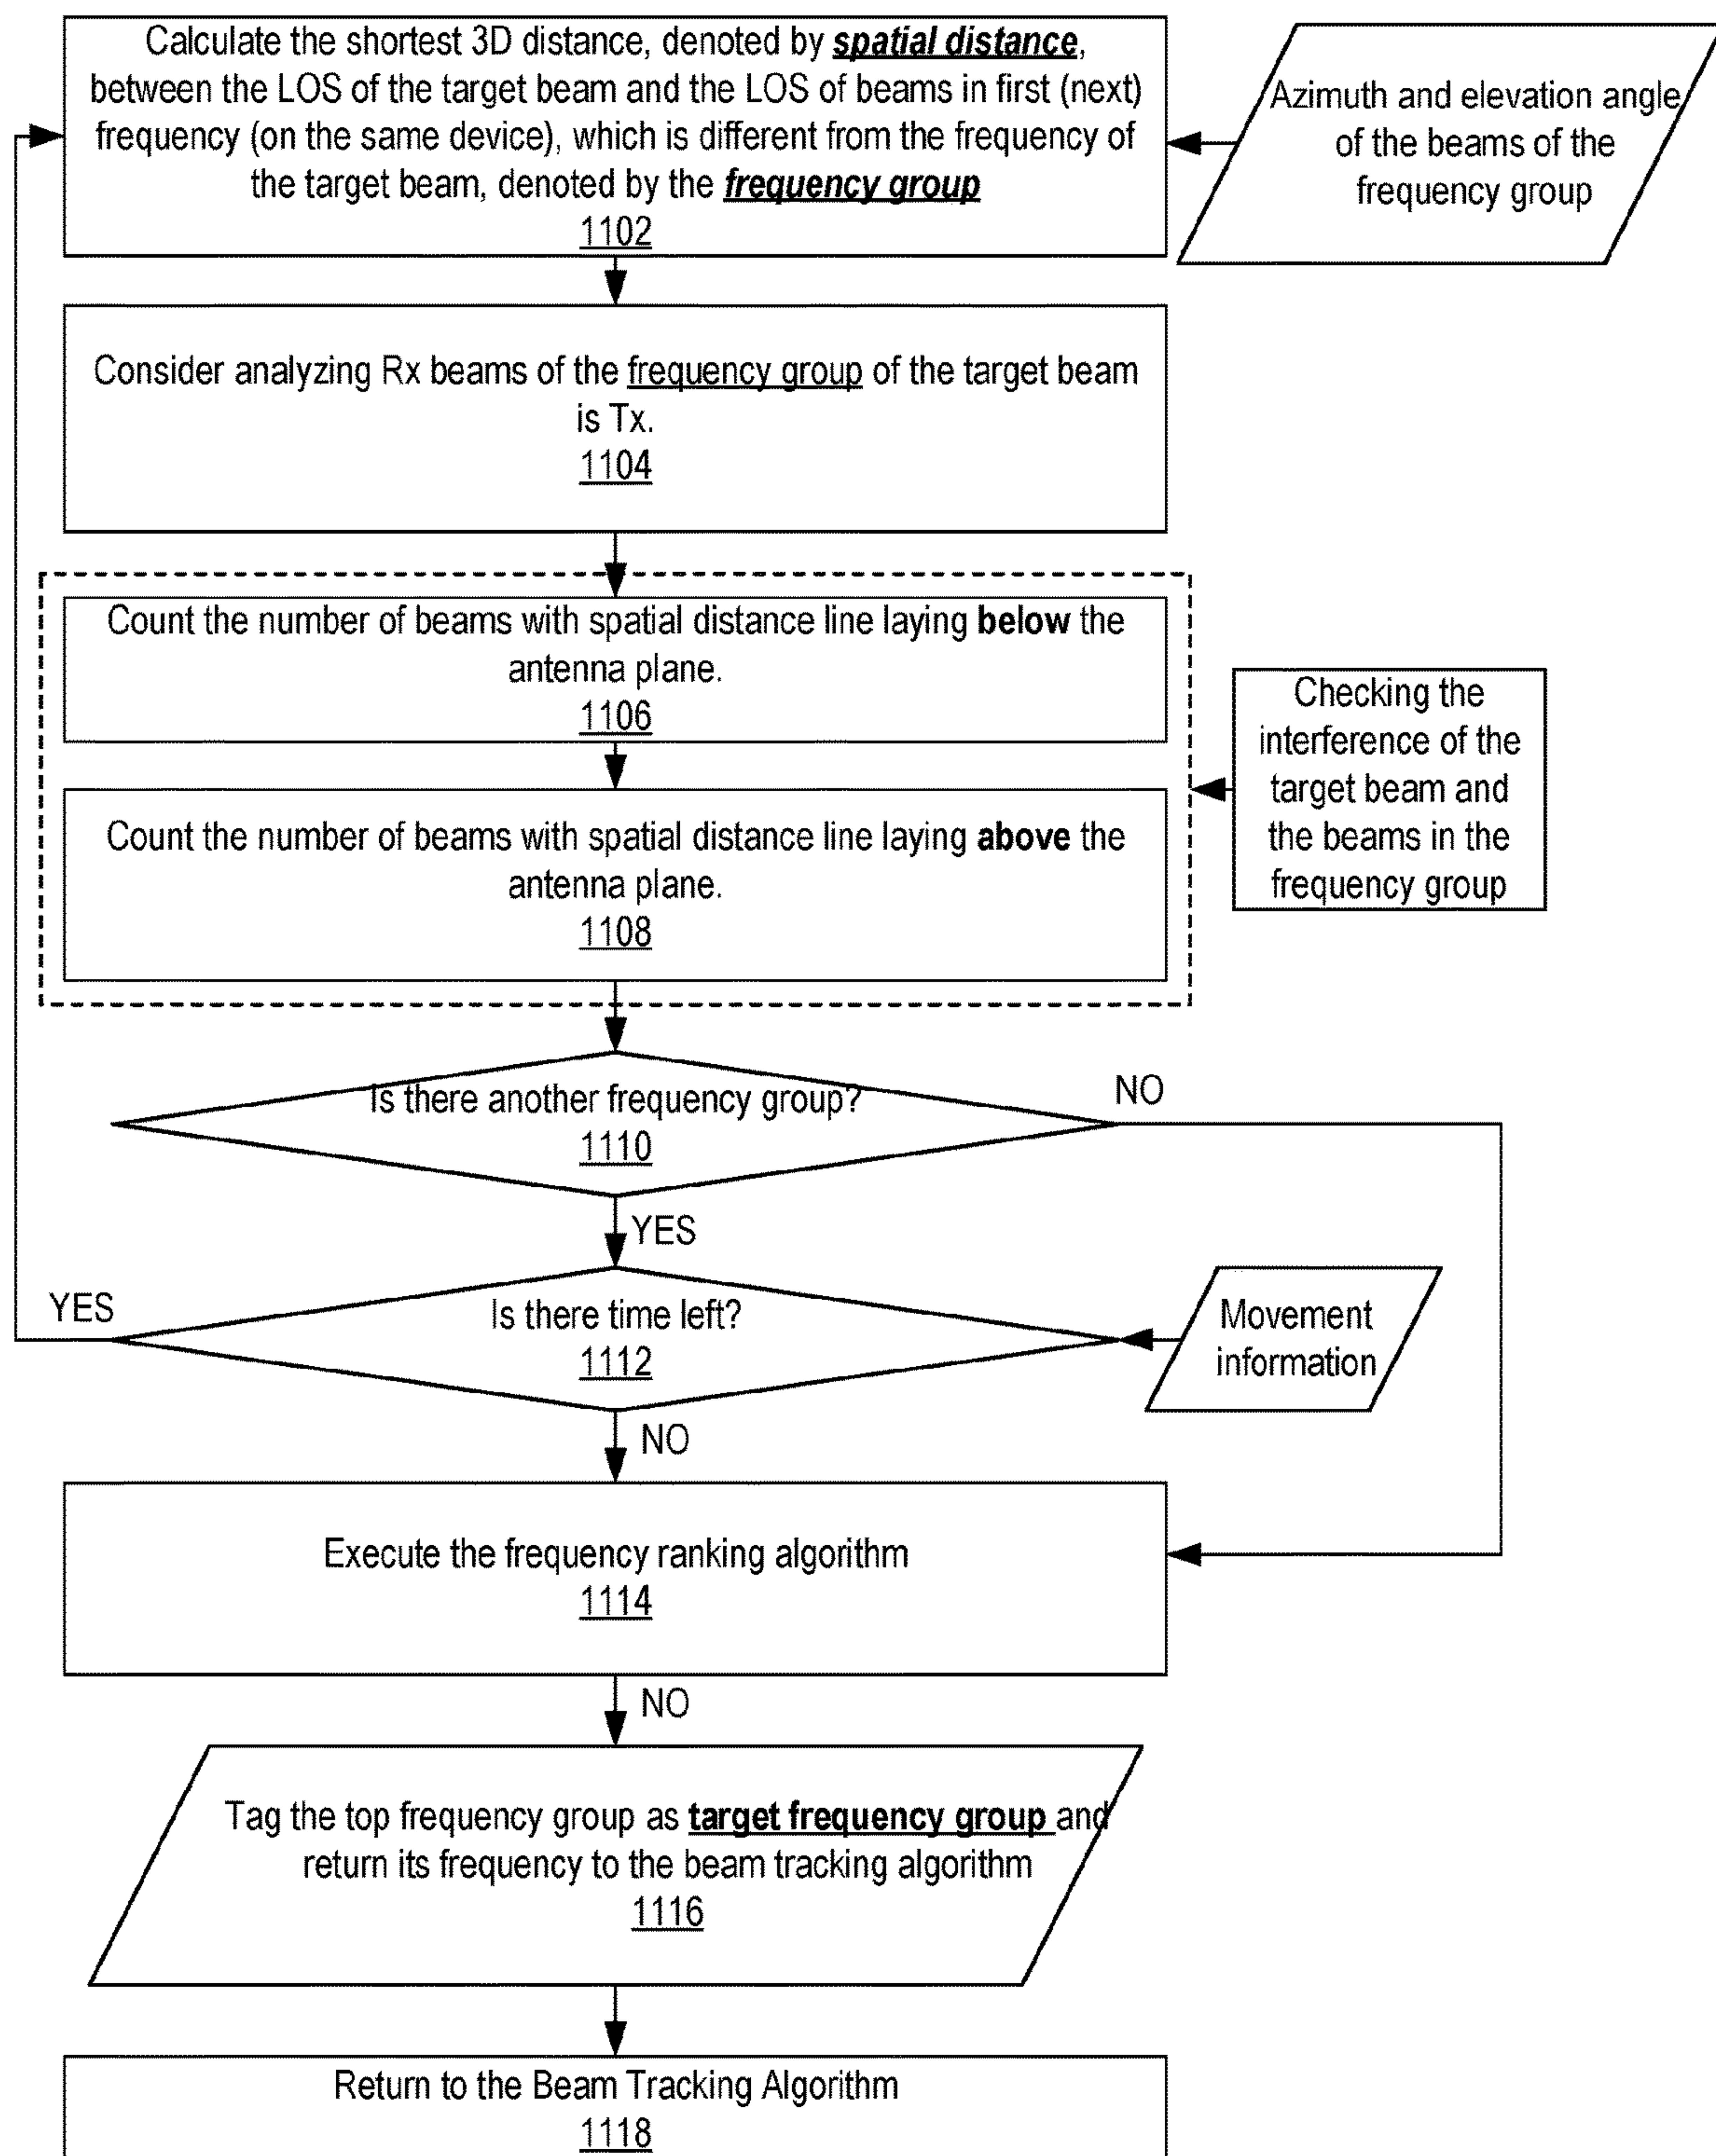 Calculate the shortest 3D distance, denoted by spatial distance,
between the LOS of the target beam and the LOS of beams in first (next)
frequency (on the same device), which is different from the frequency of
the target beam, denoted by the frequency group
1102
Azimuth and elevation angle
of the beams of the
frequency group
Consider analyzing Rx beams of the frequency group of the target beam
is Tx.
1104
Count the number of beams with spatial distance line laying below the
antenna plane.
1106
Count the number of beams with spatial distance line laying above the
antenna plane.
1108
Checking the
interference of the
target beam and
the beams in the
frequency group
Is there another frequency group?
1110
NO
YES
Is there time left?
1112
YES
Movement
information
NO
Execute the frequency ranking algorithm
1114
NO
Tag the top frequency group as target frequency group and
return its frequency to the beam tracking algorithm
1116
Return to the Beam Tracking Algorithm
1118